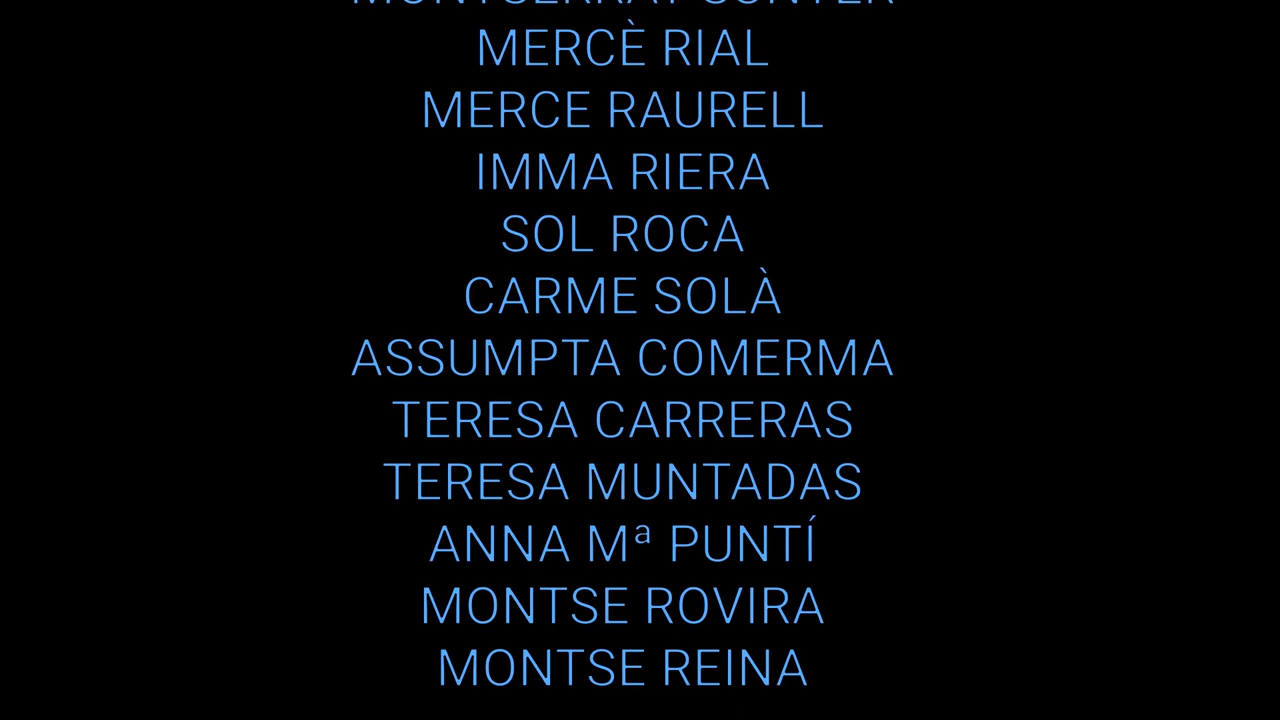 MERCÈ RIAL
MERCE RAURELL
IMMA RIERA
SOL ROCA
CARME SOLÀ
ASSUMPTA COMERMA
TERESA CARRERAS
TERESA MUNTADAS
ANNA Mª PUNTÍ
MONTSE ROVIRA
MONTSE REINA